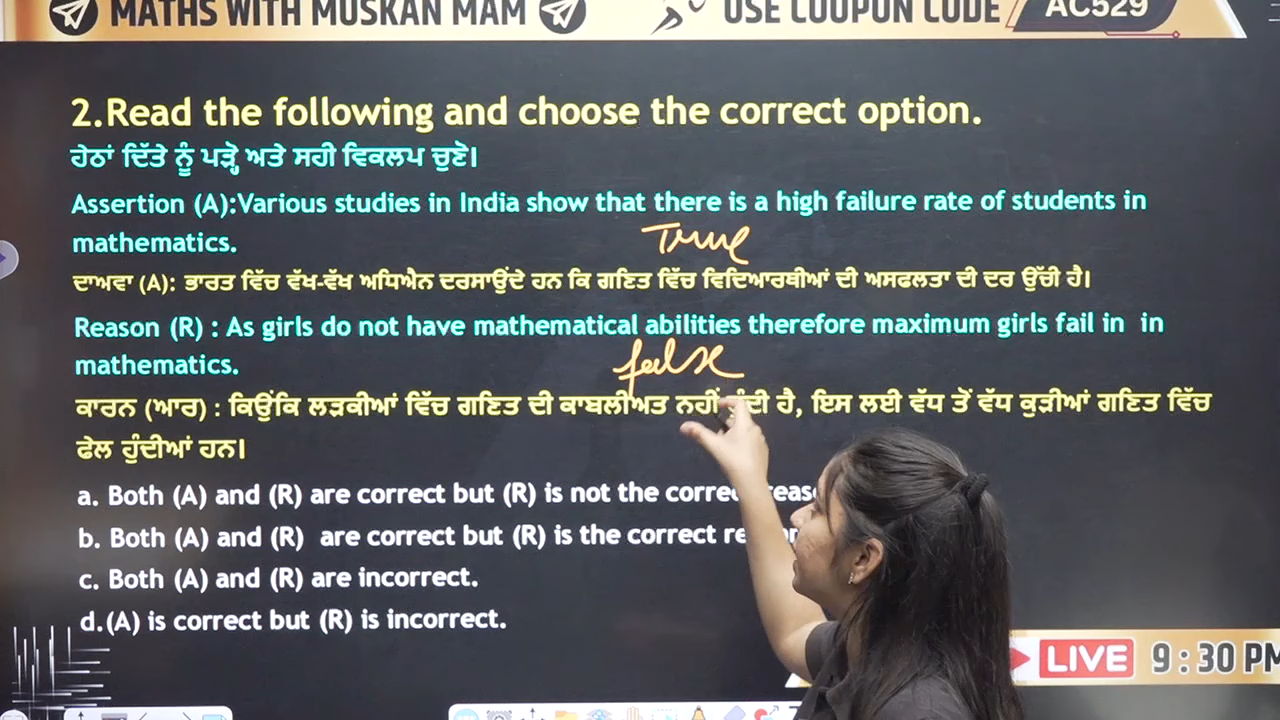 MATHS WITH MUSKAN MAM
USE COUPON CODE
AC529
2.Read the following and choose the correct option.
ਹੇਠਾਂ ਦਿੱਤੇ ਨੂੰ ਪੜ੍ਹੋ ਅਤੇ ਸਹੀ ਵਿਕਲਪ ਚੁਣੋ।
Assertion (A):Various studies in India show that there is a high failure rate of students in
mathematics.
True
ਦਾਅਵਾ (A): ਭਾਰਤ ਵਿੱਚ ਵੱਖ-ਵੱਖ ਅਧਿਐਨ ਦਰਸਾਉਂਦੇ ਹਨ ਕਿ ਗਣਿਤ ਵਿੱਚ ਵਿਦਿਆਰਥੀਆਂ ਦੀ ਅਸਫਲਤਾ ਦੀ ਦਰ ਉੱਚੀ ਹੈ।
Reason (R) : As girls do not have mathematical abilities therefore maximum girls fail in in
mathematics.
ਕਾਰਨ (ਆਰ) : ਕਿਉਂਕਿ ਲੜਕੀਆਂ ਵਿੱਚ ਗਣਿਤ ਦੀ ਕਾਬਲੀਅਤ ਨਹੀਂ ਹੈ, ਇਸ ਲਈ ਵੱਧ ਤੋਂ ਵੱਧ ਕੁੜੀਆਂ ਗਣਿਤ ਵਿੱਚ
ਫੇਲ ਹੁੰਦੀਆਂ ਹਨ।
a. Both (A) and (R) are correct but (R) is not the
b. Both (A) and (R) are correct but (R) is the correct
c. Both (A) and (R) are incorrect.
d.(A) is correct but (R) is incorrect.
LIVE
9:30 PM